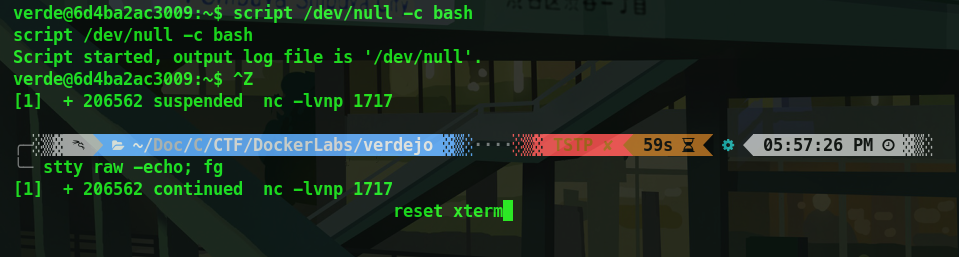 verde@6d4ba2ac3009:~$ script /dev/null -c bash
script /dev/null -c bash
Script started, output log file is '/dev/null'.
verde@6d4ba2ac3009:~$ ^Z
[1]  + 206562 suspended  nc -lvnp 1717
~/Doc/C/CTF/DockerLabs/verdejo TSTP ✘ 59s 05:57:26 PM
stty raw -echo; fg
[1]  + 206562 continued  nc -lvnp 1717
reset xterm